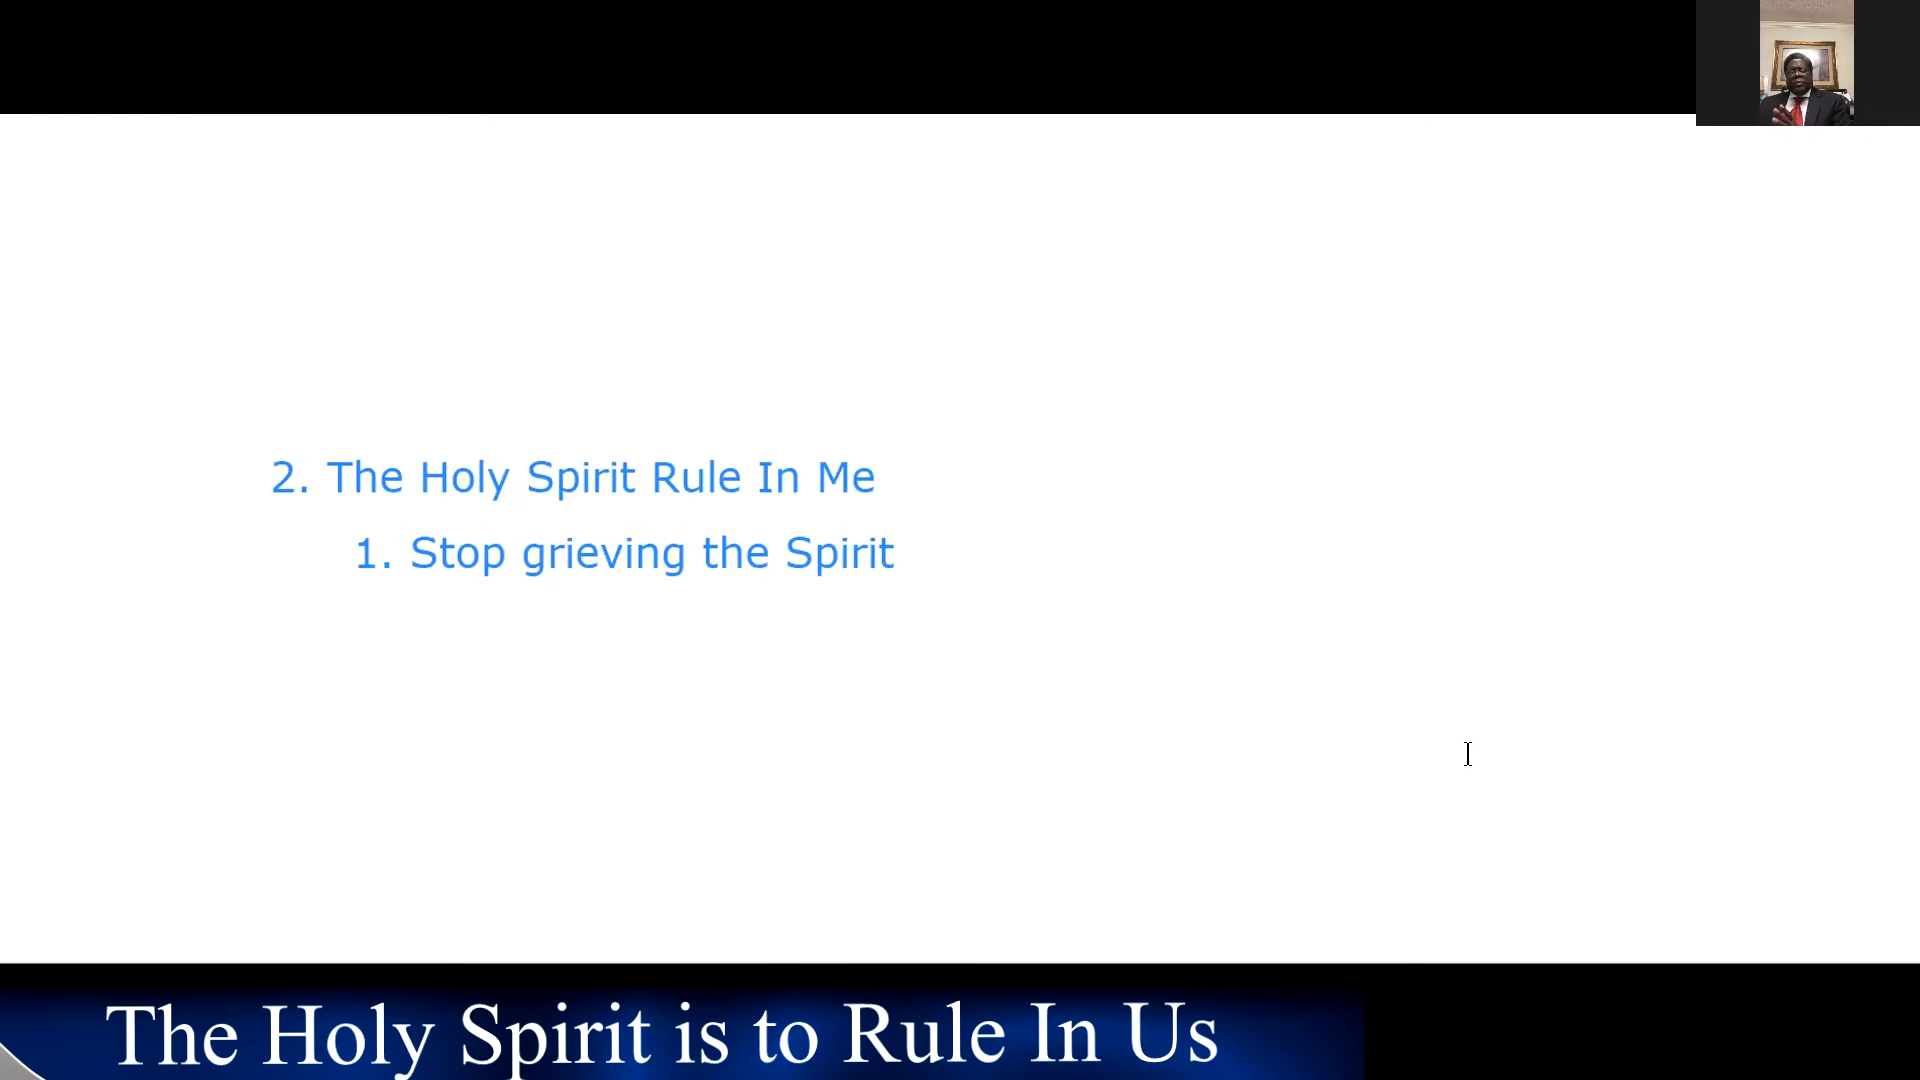 2. The Holy Spirit Rule In Me
1. Stop grieving the Spirit
The Holy Spirit is to Rule In Us